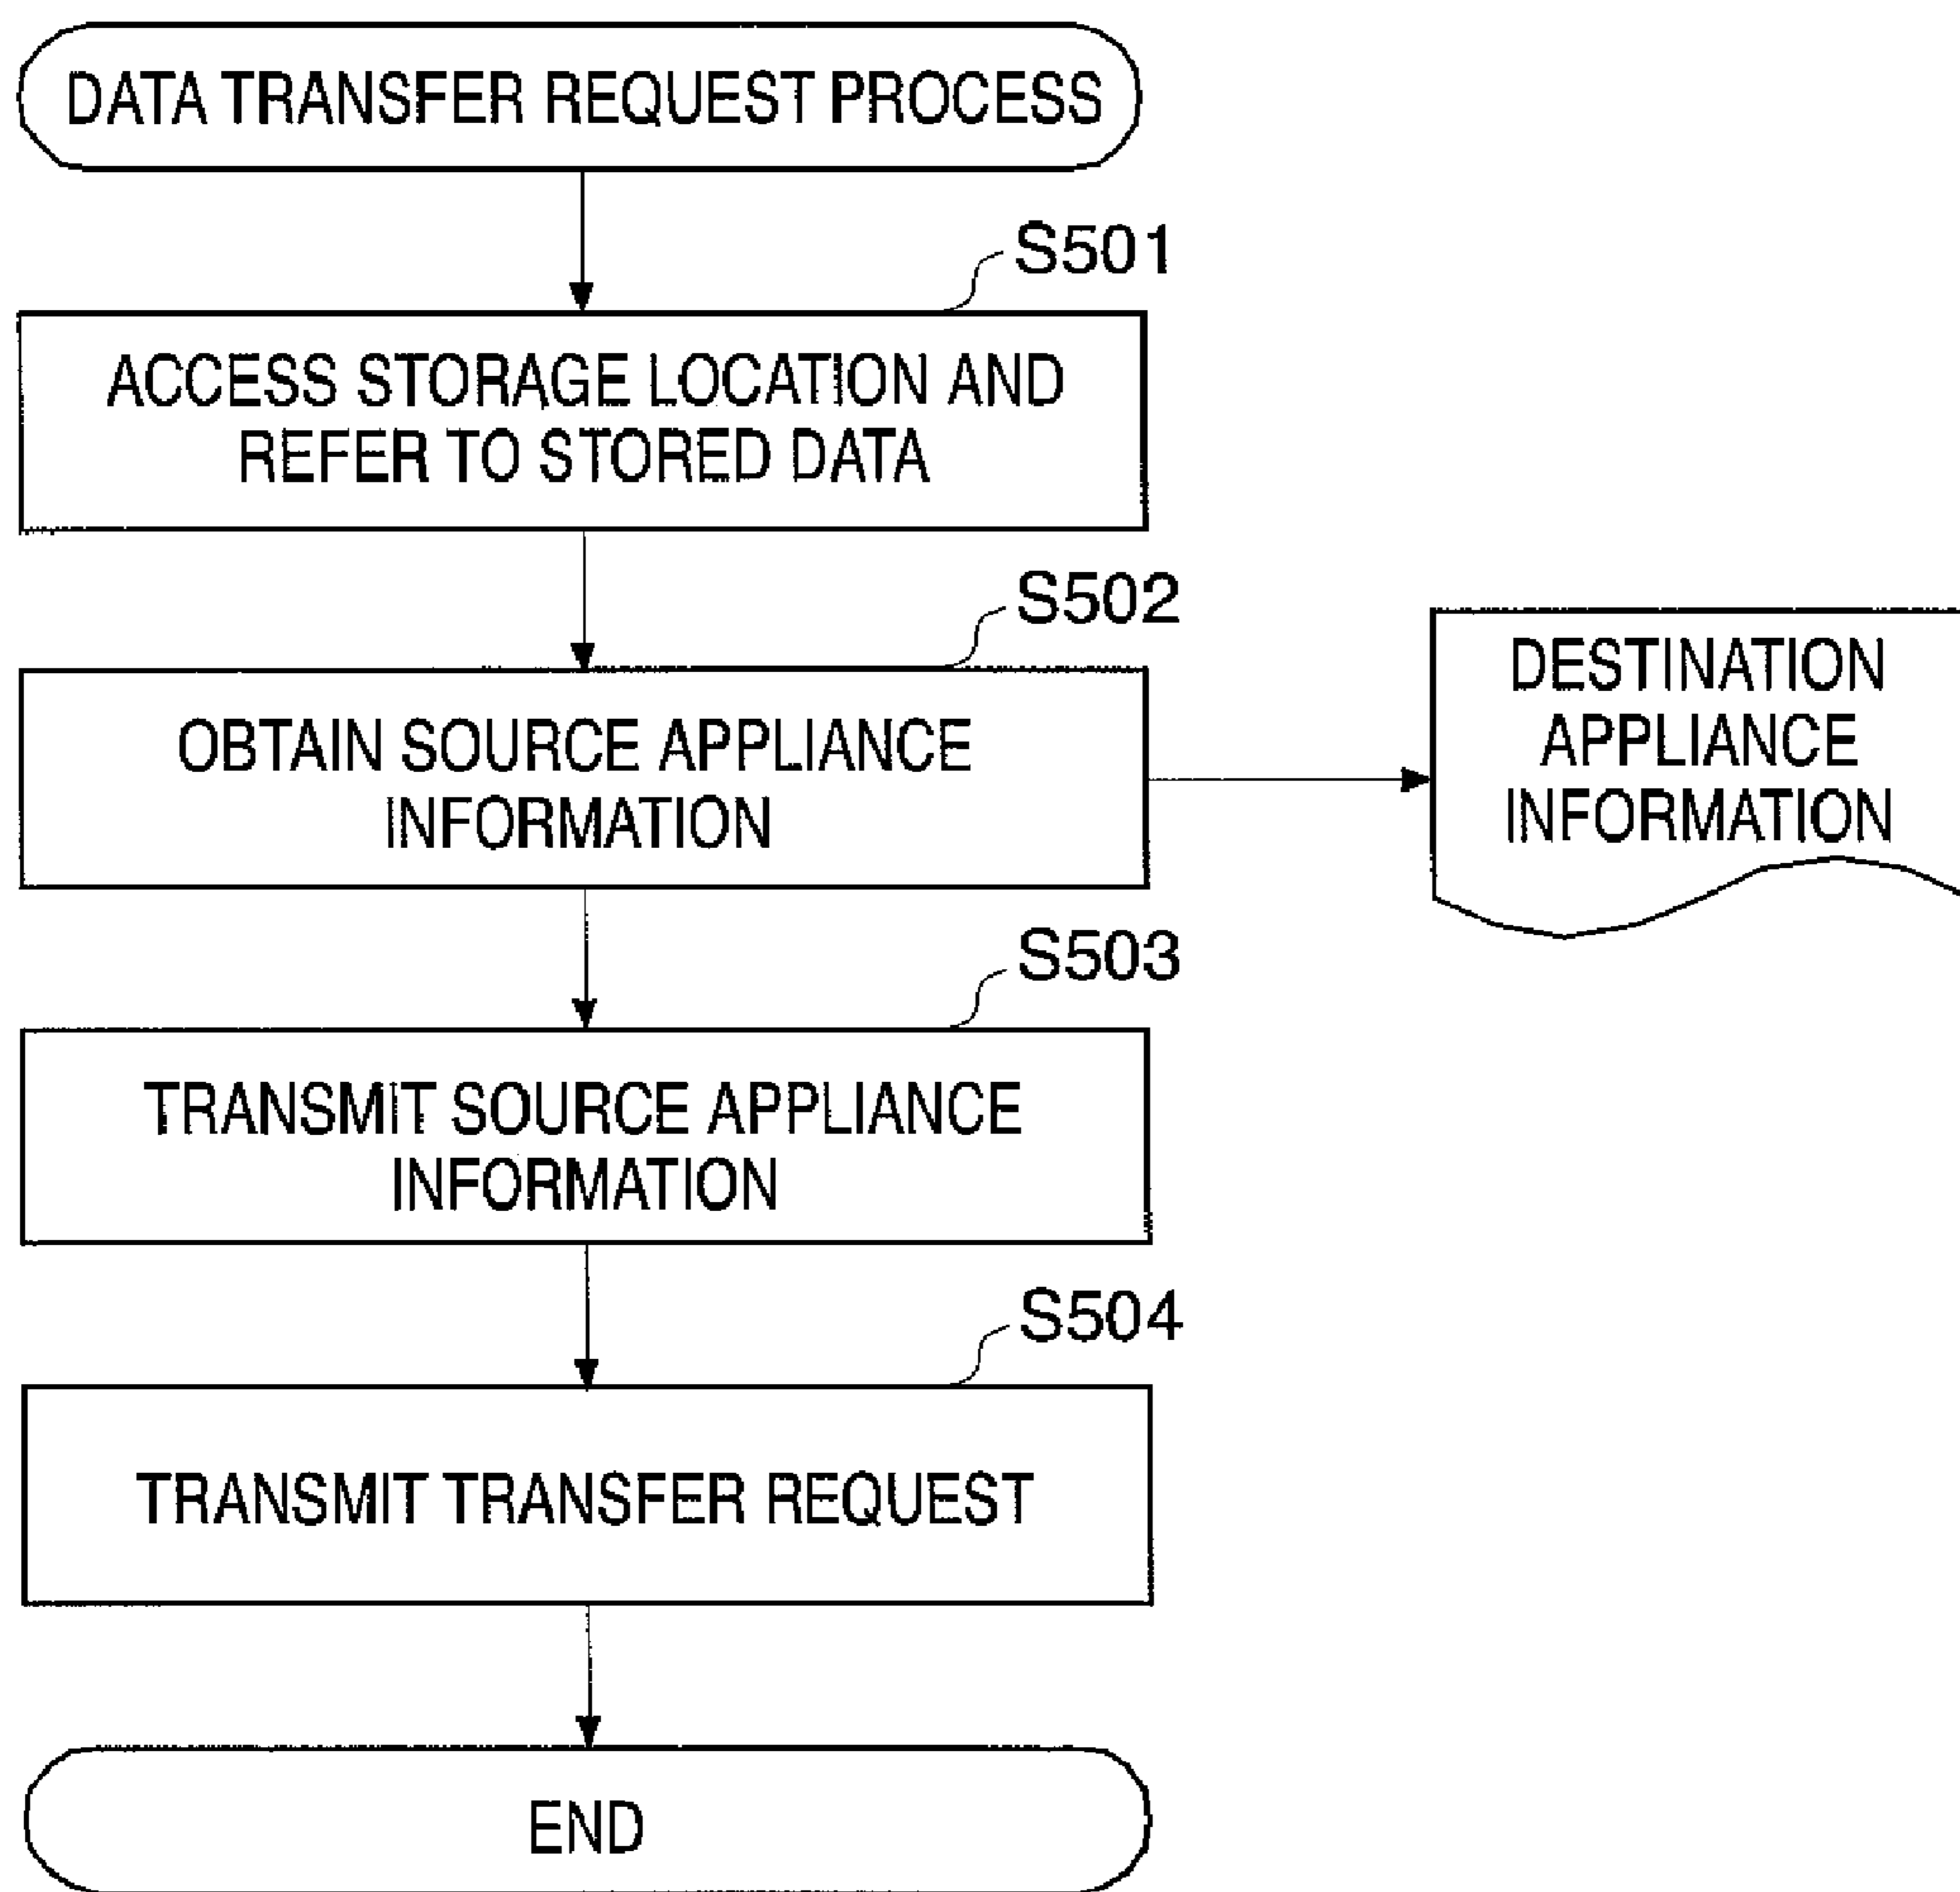 DATA TRANSFER REQUEST PROCESS
S501
ACCESS STORAGE LOCATION AND
REFER TO STORED DATA
S502
OBTAIN SOURCE APPLIANCE
INFORMATION
DESTINATION
APPLIANCE
INFORMATION
S503
TRANSMIT SOURCE APPLIANCE
INFORMATION
S504
TRANSMIT TRANSFER REQUEST
END